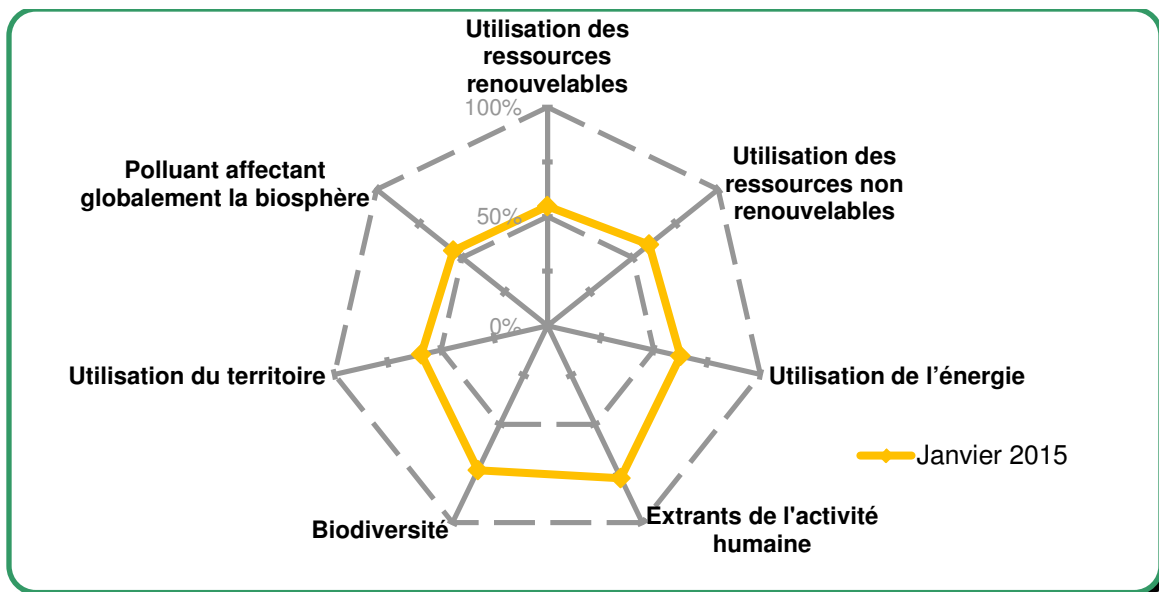 Utilisation des
ressources
renouvelables
100%
Utilisation des
ressources non
renouvelables
Polluant affectant
globalement la biosphère
50%
0%
Utilisation du territoire
Utilisation de l'énergie
Janvier 2015
Biodiversité
Extrants de l'activité
humaine